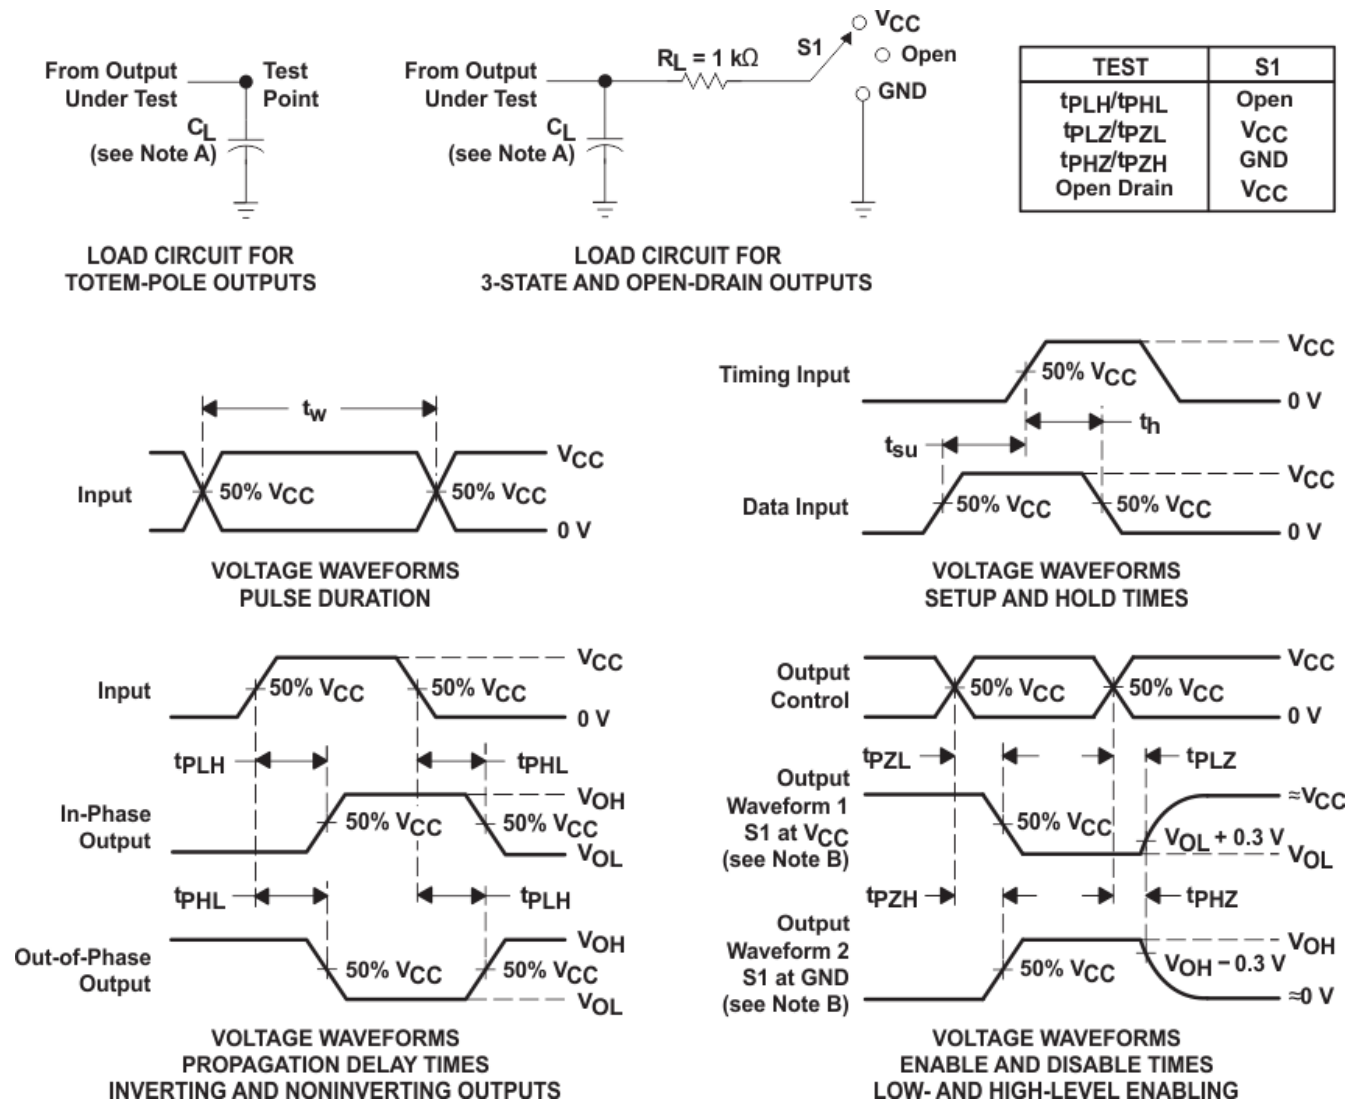 From Output
Under Test
Test
Point
CL
(see Note A)
LOAD CIRCUIT FOR
TOTEM-POLE OUTPUTS
From Output
Under Test
RL = 1 kΩ
S1
VCC
Open
GND
CL
(see Note A)
LOAD CIRCUIT FOR
3-STATE AND OPEN-DRAIN OUTPUTS
TEST S1
tPLH/tPHL Open
tPLZ/tPZL VCC
tPHZ/tPZH GND
Open Drain VCC
tw
Input
50% VCC
50% VCC
VCC
0 V
VOLTAGE WAVEFORMS
PULSE DURATION
Timing Input
50% VCC
VCC
0 V
tsu
th
Data Input
50% VCC
50% VCC
VCC
0 V
VOLTAGE WAVEFORMS
SETUP AND HOLD TIMES
Input
50% VCC
50% VCC
VCC
0 V
tPLH
tPHL
In-Phase
Output
50% VCC
50% VCC
VOH
VOL
tPHL
tPLH
Out-of-Phase
Output
50% VCC
50% VCC
VOH
VOL
VOLTAGE WAVEFORMS
PROPAGATION DELAY TIMES
INVERTING AND NONINVERTING OUTPUTS
Output
Control
50% VCC
50% VCC
VCC
0 V
tPZL
tPLZ
Output
Waveform 1
S1 at VCC
(see Note B)
50% VCC
≈VCC
VOL + 0.3 V
VOL
tPZH
tPHZ
Output
Waveform 2
S1 at GND
(see Note B)
50% VCC
VOH
VOH − 0.3 V
≈0 V
VOLTAGE WAVEFORMS
ENABLE AND DISABLE TIMES
LOW- AND HIGH-LEVEL ENABLING